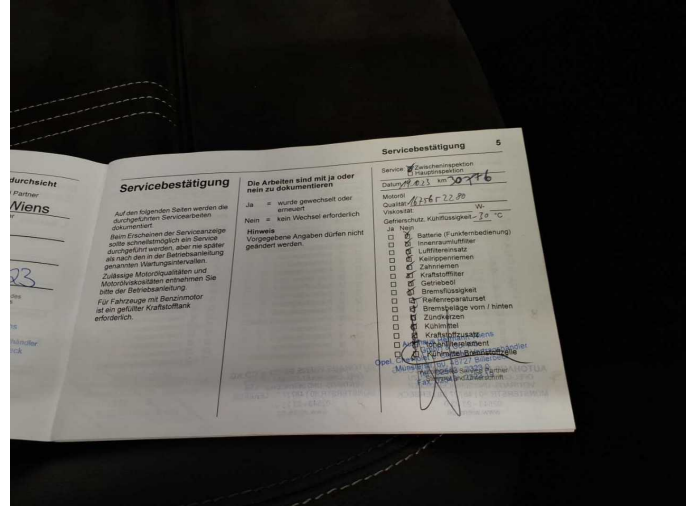 durchsicht
Partner
Wiens
23
Servicebestätigung
Auf den folgenden Seiten werden die
durchgeführten Servicearbeiten
dokumentiert.
Beim Erscheinen der Serviceanzeige
sollte schnellstmöglich ein Service
durchgeführt werden, aber nie später
als nach den in der Betriebsanleitung
genannten Wartungsintervallen.
Zulässige Motorölqualitäten und
Motorölviskositäten entnehmen Sie
bitte der Betriebsanleitung.
Für Fahrzeuge mit Benzinmotor
ist ein gefüllter Kraftstofftank
erforderlich.
Die Arbeiten sind mit ja oder
nein zu dokumentieren
Ja = wurde gewechselt oder
erneuert
Nein = kein Wechsel erforderlich
Hinweis
Vorgegebene Angaben dürfen nicht
geändert werden.
Servicebestätigung 5
Service Zwischeninspektion
Hauptinspektion
Datum km 30776
Motoröl
Qualität
Viskosität W-
Gefrierschutz, Kühlflüssigkeit -30 °C
Ja Nein
Batterie (Funkfernbedienung)
Innenraumluftfilter
Luftfiltereinsatz
Keilrippenriemen
Zahnriemen
Kraftstofffilter
Getriebeöl
Bremsflüssigkeit
Reifenreparaturset
Bremsbeläge vorn / hinten
Zündkerzen
Kühlmittel
Kraftstoffzusatz
Ionenfilterelement
Kühlmittel Brennstoffzelle